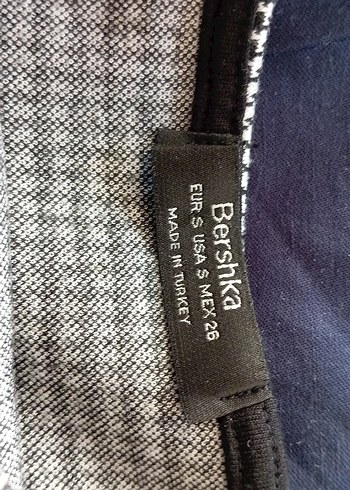 Bershka
EUR S USA S MEX 26
MADE IN TURKEY